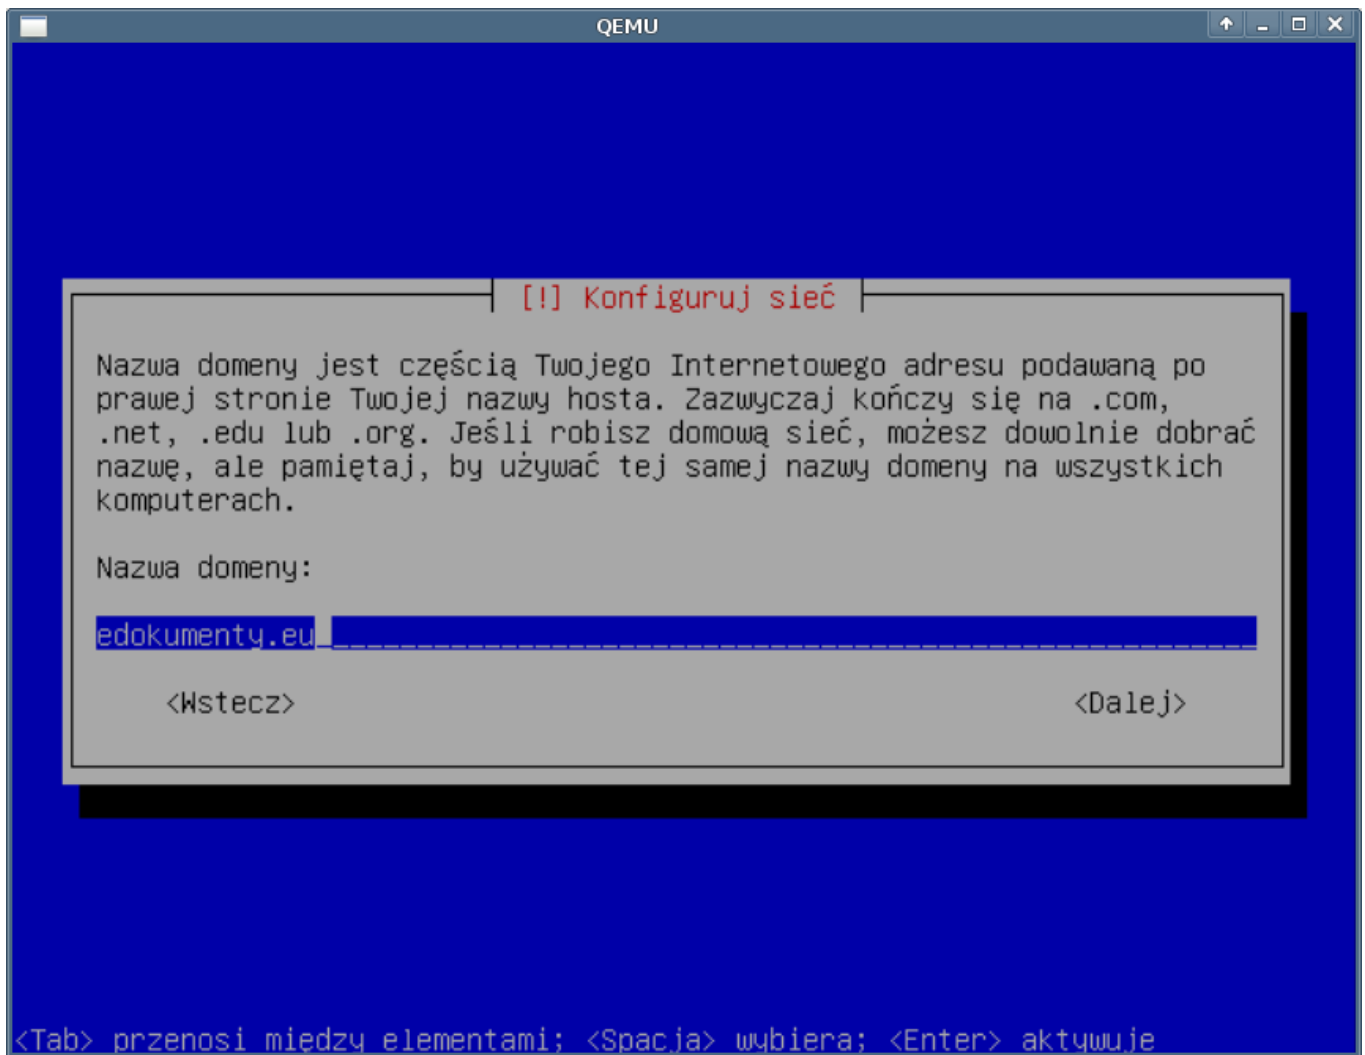 QEMU
[!] Konfiguruj sieć
Nazwa domeny jest częścią Twojego Internetowego adresu podawaną po
prawej stronie Twojej nazwy hosta. Zazwyczaj kończy się na .com,
.net, .edu lub .org. Jeśli robisz domową sieć, możesz dowolnie dobrać
nazwę, ale pamiętaj, by używać tej samej nazwy domeny na wszystkich
komputerach.
Nazwa domeny:
edokumenty.eu
<Wstecz> <Dalej>
<Tab> przenosi między elementami; <Spacja> wybiera; <Enter> aktywuje